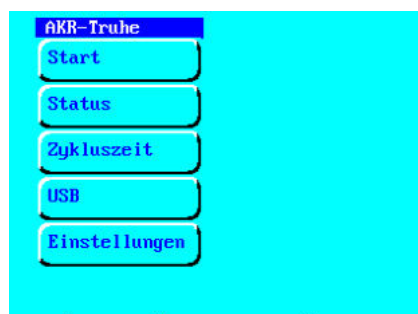 AKR-Truhe
Start
Status
Zykluszeit
USB
Einstellungen